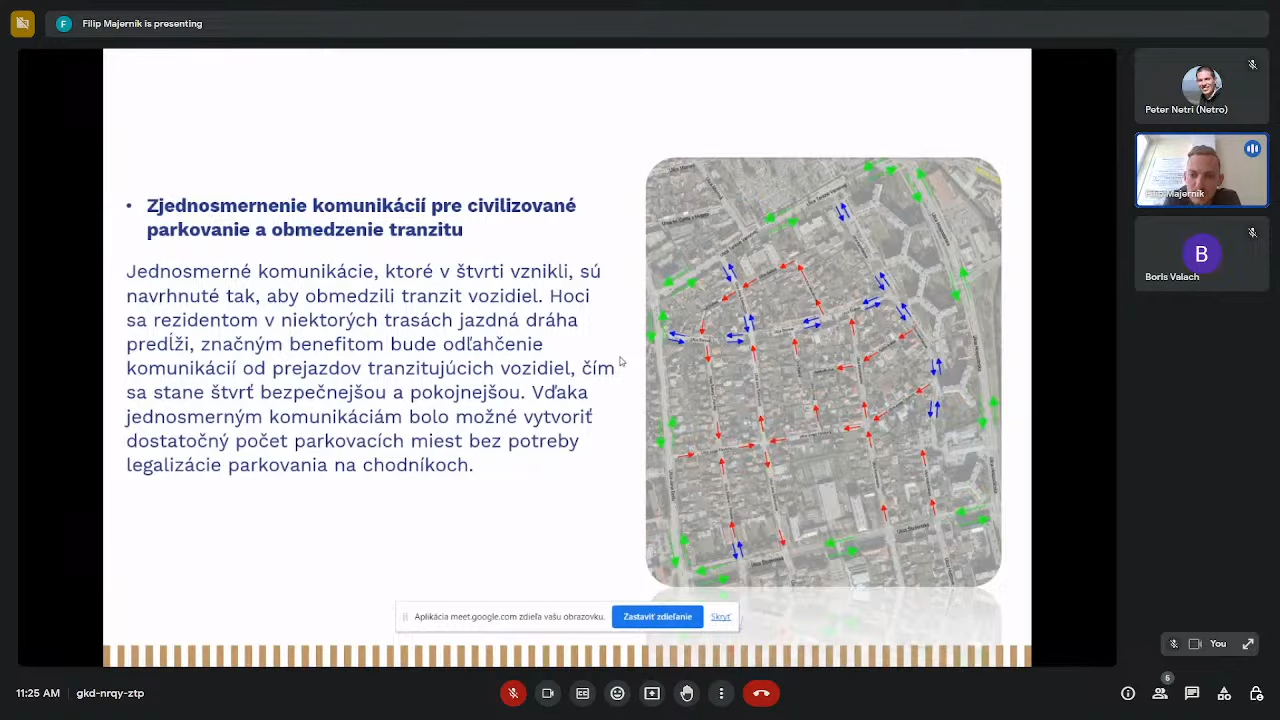 F
Filip Majerník is presenting
• Zjednosmernenie komunikácií pre civilizované
parkovanie a obmedzenie tranzitu
Jednosmerné komunikácie, ktoré v štvrti vznikli, sú
navrhnuté tak, aby obmedzili tranzit vozidiel. Hoci
sa rezidentom v niektorých trasách jazdná dráha
predĺži, značným benefitom bude odľahčenie
komunikácií od prejazdov tranzitujúcich vozidiel, čím
sa stane štvrť bezpečnejšou a pokojnejšou. Vďaka
jednosmerným komunikáciám bolo možné vytvoriť
dostatočný počet parkovacích miest bez potreby
legalizácie parkovania na chodníkoch.
Aplikácia meet.google.com zdieľa vašu obrazovku.
Zastaviť zdieľanie
Skryť
Peter Netri (Netro)
Filip Majerník
B
Boris Valach
You
11:25 AM
gkd-nrqy-ztp
6